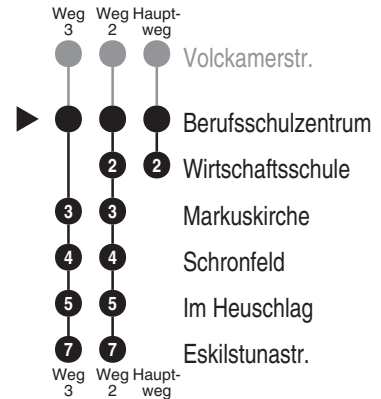 Weg Weg Haupt-
3 2 weg
Volckamerstr.
Berufsschulzentrum
2 2 Wirtschaftsschule
3 3 Markuskirche
4 4 Schronfeld
5 5 Im Heuschlag
7 7 Eskilstunastr.
Weg Weg Haupt-
3 2 weg